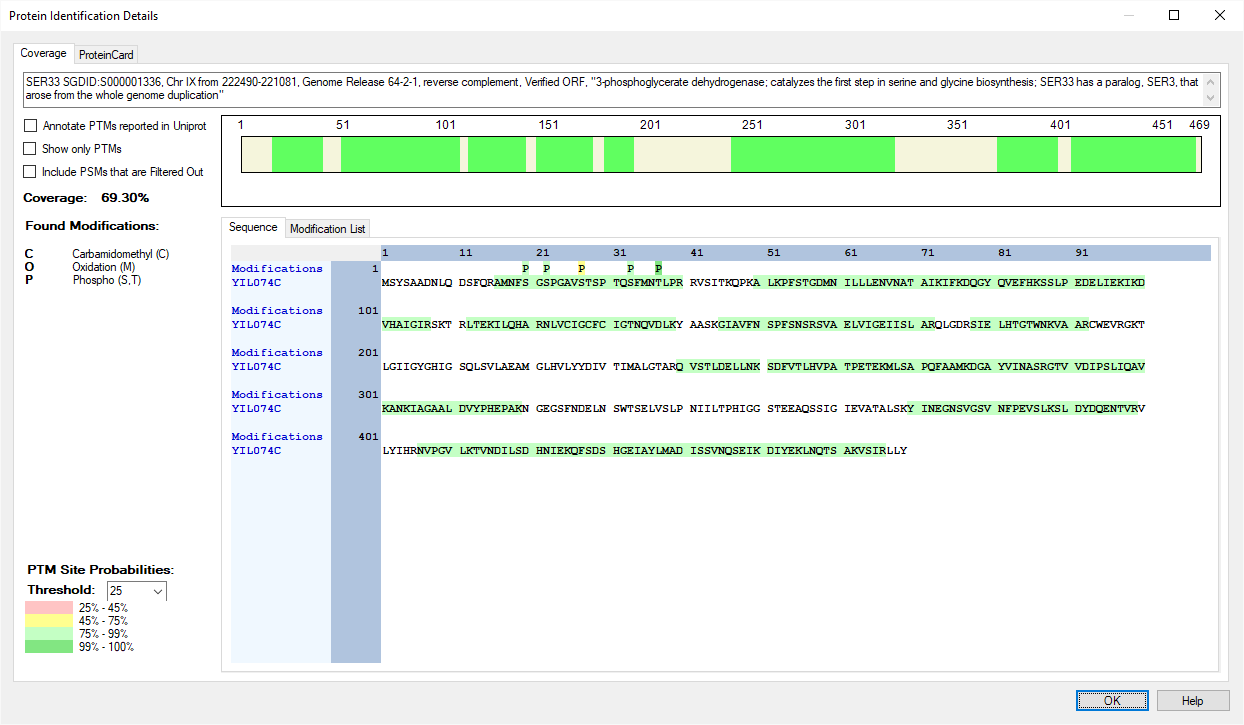 Protein Identification Details
Coverage ProteinCard
SER33 SGDID:S000001336, Chr IX from 222490-221081, Genome Release 64-2-1, reverse complement, Verified ORF, "3-phosphoglycerate dehydrogenase; catalyzes the first step in serine and glycine biosynthesis; SER33 has a paralog, SER3, that
arose from the whole genome duplication"
Annotate PTMs reported in Uniprot
Show only PTMs
Include PSMs that are Filtered Out
Coverage: 69.30%
1 51 101 151 201 251 301 351 401 451 469
Found Modifications:
C Carbamidomethyl (C)
O Oxidation (M)
P Phospho (S,T)
Sequence Modification List
1 11 21 31 41 51 61 71 81 91
Modifications 1 P P P P P
YIL074C MSYSAADNLQ DSFQRAMNFS GSPGAVSTSP TQSFMNTLPR RVSITKQPKA LKPFSTGDMN ILLLENVNAT AIKIFKDQGY QVEFHKSSLP EDELIEKIKD
Modifications 101
YIL074C VHAIGIRSKT RLTEKILQHA RNLVCIGCFC IGTNQVDLKY AASKGIAVFN SPFSNSRSVA ELVIGEIISL ARQLGDRSIE LHTGTWNKVA ARCWEVRGKT
Modifications 201
YIL074C LGIIGYGHIG SQLSVLAEAM GLHVLYYDIV TIMALGTARQ VSTLDELLNK SDFVTLHVPA TPETEKMLSA PQFAAMKDGA YVINASRGTV VDIPSLIQAV
Modifications 301
YIL074C KANKIAGAAL DVYPHEPAKN GEGSFNDELN SWTSELVSLP NIILTPHIGG STEEAQSSIG IEVATALSKY INEGNSVGSV NFPEVSLKSL DYDQENTVRV
Modifications 401
YIL074C LYIHRNVPGV LKTVNDILSD HNIEKQFSDS HGEIAYLMAD ISSVNQSEIK DIYEKLNQTS AKVSIRLLY
PTM Site Probabilities:
Threshold: 25
25% - 45%
45% - 75%
75% - 99%
99% - 100%
OK Help